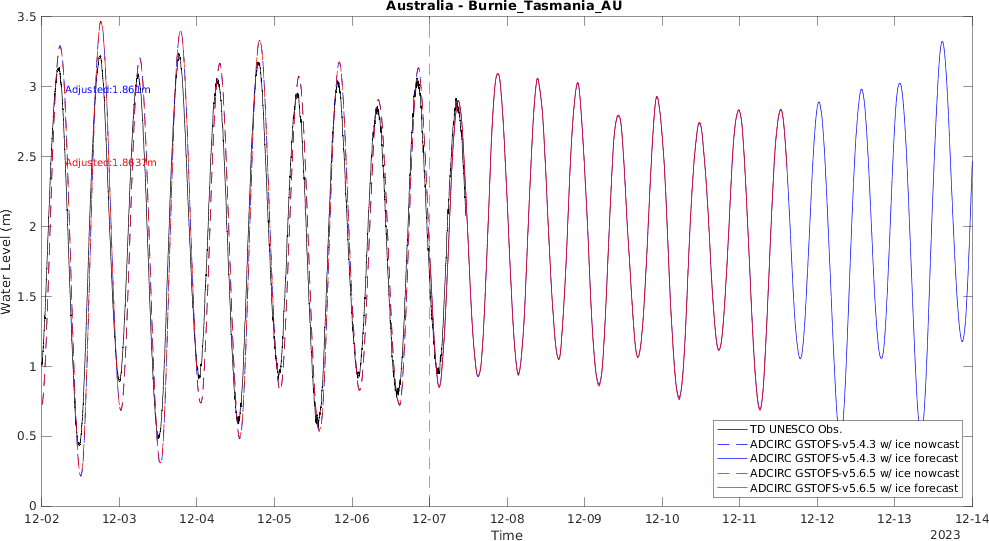 Australia - Burnie_Tasmania_AU
3.5
3
2.5
2
1.5
1
0.5
0
Water Level (m)
Adjusted:1.861m
Adjusted:1.8637m
TD UNESCO Obs.
ADCIRC GSTOFS-v5.4.3 w/ ice nowcast
ADCIRC GSTOFS-v5.4.3 w/ ice forecast
ADCIRC GSTOFS-v5.6.5 w/ ice nowcast
ADCIRC GSTOFS-v5.6.5 w/ ice forecast
12-02 12-03 12-04 12-05 12-06 12-07 12-08 12-09 12-10 12-11 12-12 12-13 12-14
Time
2023